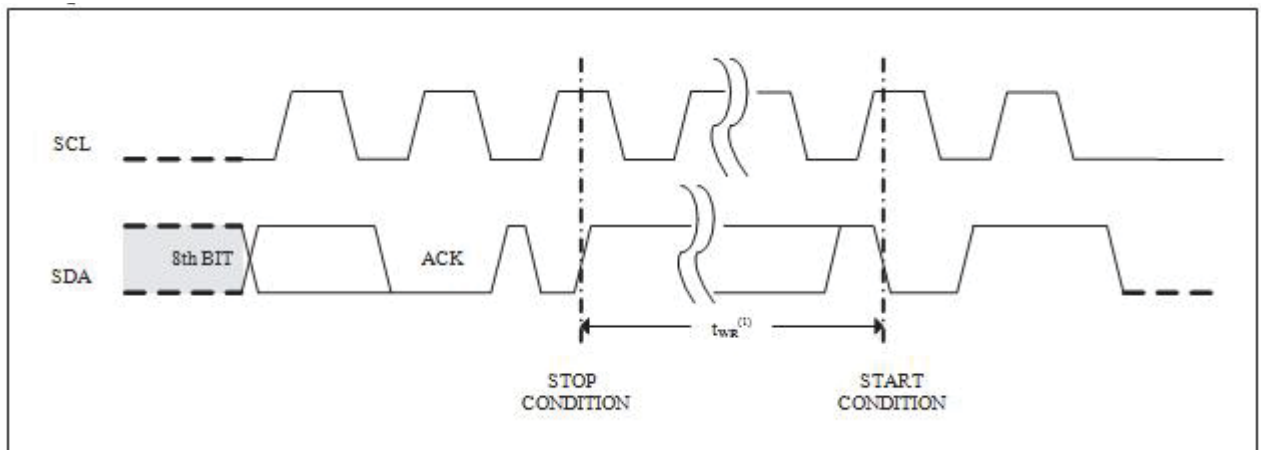 SCL
8th BIT
ACK
SDA
tWR(1)
STOP
CONDITION
START
CONDITION